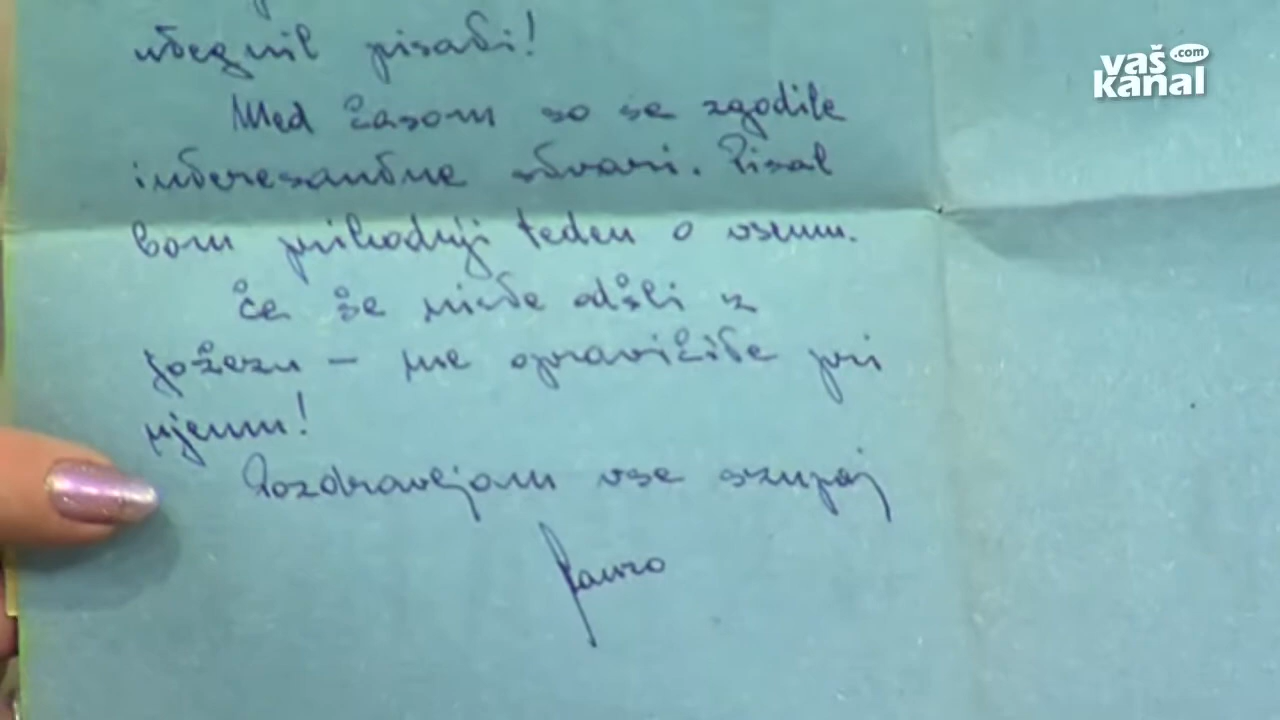 vaš
.com
kanal
utegnil pisati!
Med časom so se zgodile
interesantne stvari. Pisal
bom prihodnji teden o vsem.
Če še niste odšli z
Jožezu – me opravičite pri
njemu!
Pozdravljam vse skupaj